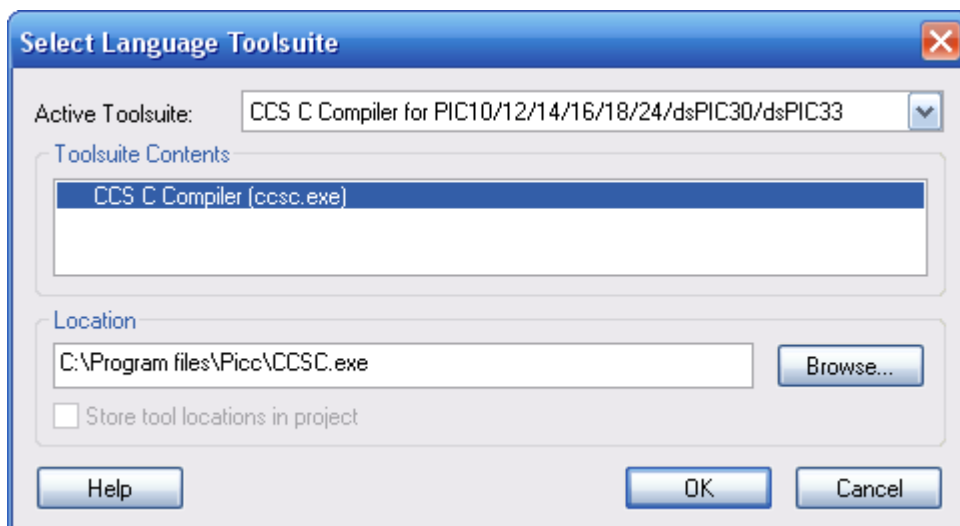 Select Language Toolsuite
Active Toolsuite: CCS C Compiler for PIC10/12/14/16/18/24/dsPIC30/dsPIC33
Toolsuite Contents
CCS C Compiler (ccsc.exe)
Location
C:\Program files\Picc\CCSC.exe Browse...
Store tool locations in project
Help OK Cancel